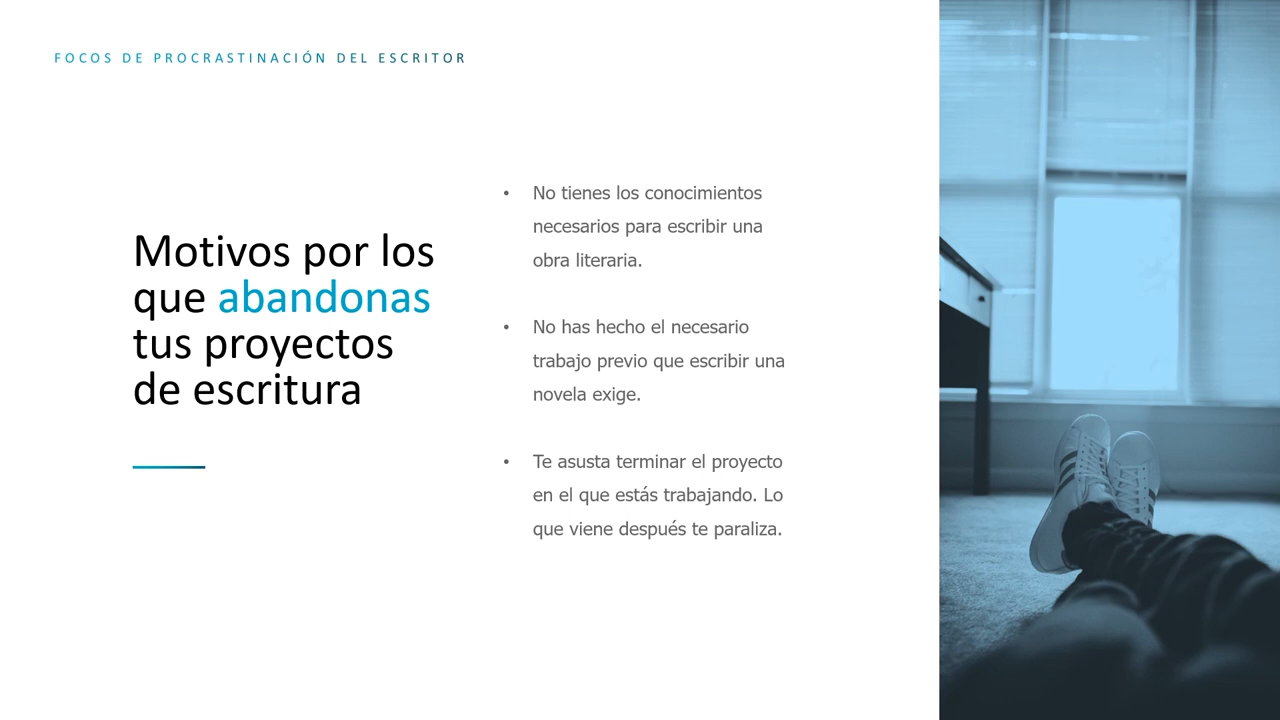 FOCOS DE PROCRASTINACIÓN DEL ESCRITOR
Motivos por los
que abandonas
tus proyectos
de escritura
• No tienes los conocimientos
necesarios para escribir una
obra literaria.
• No has hecho el necesario
trabajo previo que escribir una
novela exige.
• Te asusta terminar el proyecto
en el que estás trabajando. Lo
que viene después te paraliza.